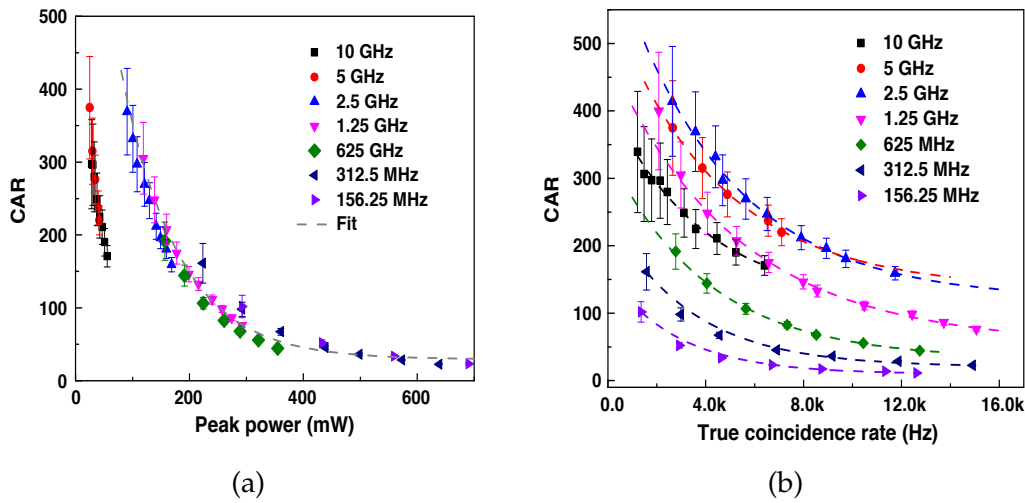 500
400
300
200
100
0
CAR
0 200 400 600
Peak power (mW)
10 GHz
5 GHz
2.5 GHz
1.25 GHz
625 GHz
312.5 MHz
156.25 MHz
Fit
(a)
500
400
300
200
100
0
CAR
0.0 4.0k 8.0k 12.0k 16.0k
True coincidence rate (Hz)
10 GHz
5 GHz
2.5 GHz
1.25 GHz
625 MHz
312.5 MHz
156.25 MHz
(b)